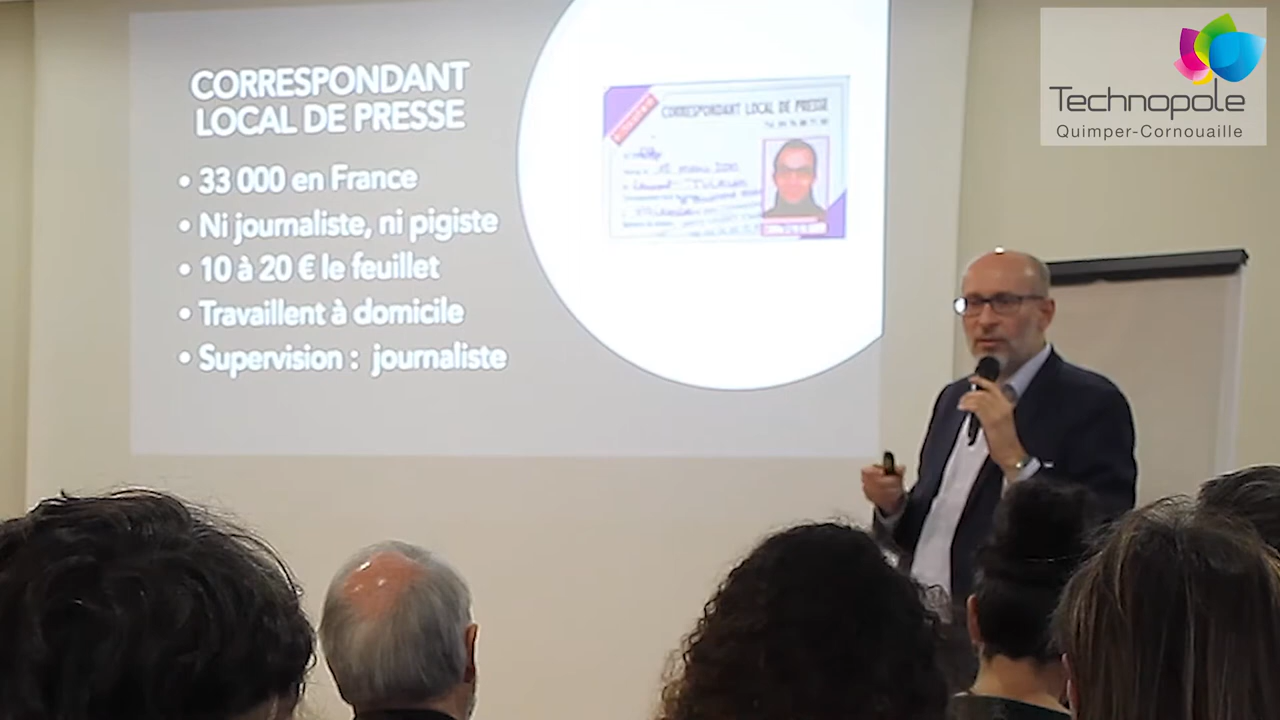 CORRESPONDANT
LOCAL DE PRESSE
• 33 000 en France
• Ni journaliste, ni pigiste
• 10 à 20 € le feuillet
• Travaillent à domicile
• Supervision : journaliste
CORRESPONDANT LOCAL DE PRESSE
Technopole
Quimper-Cornouaille